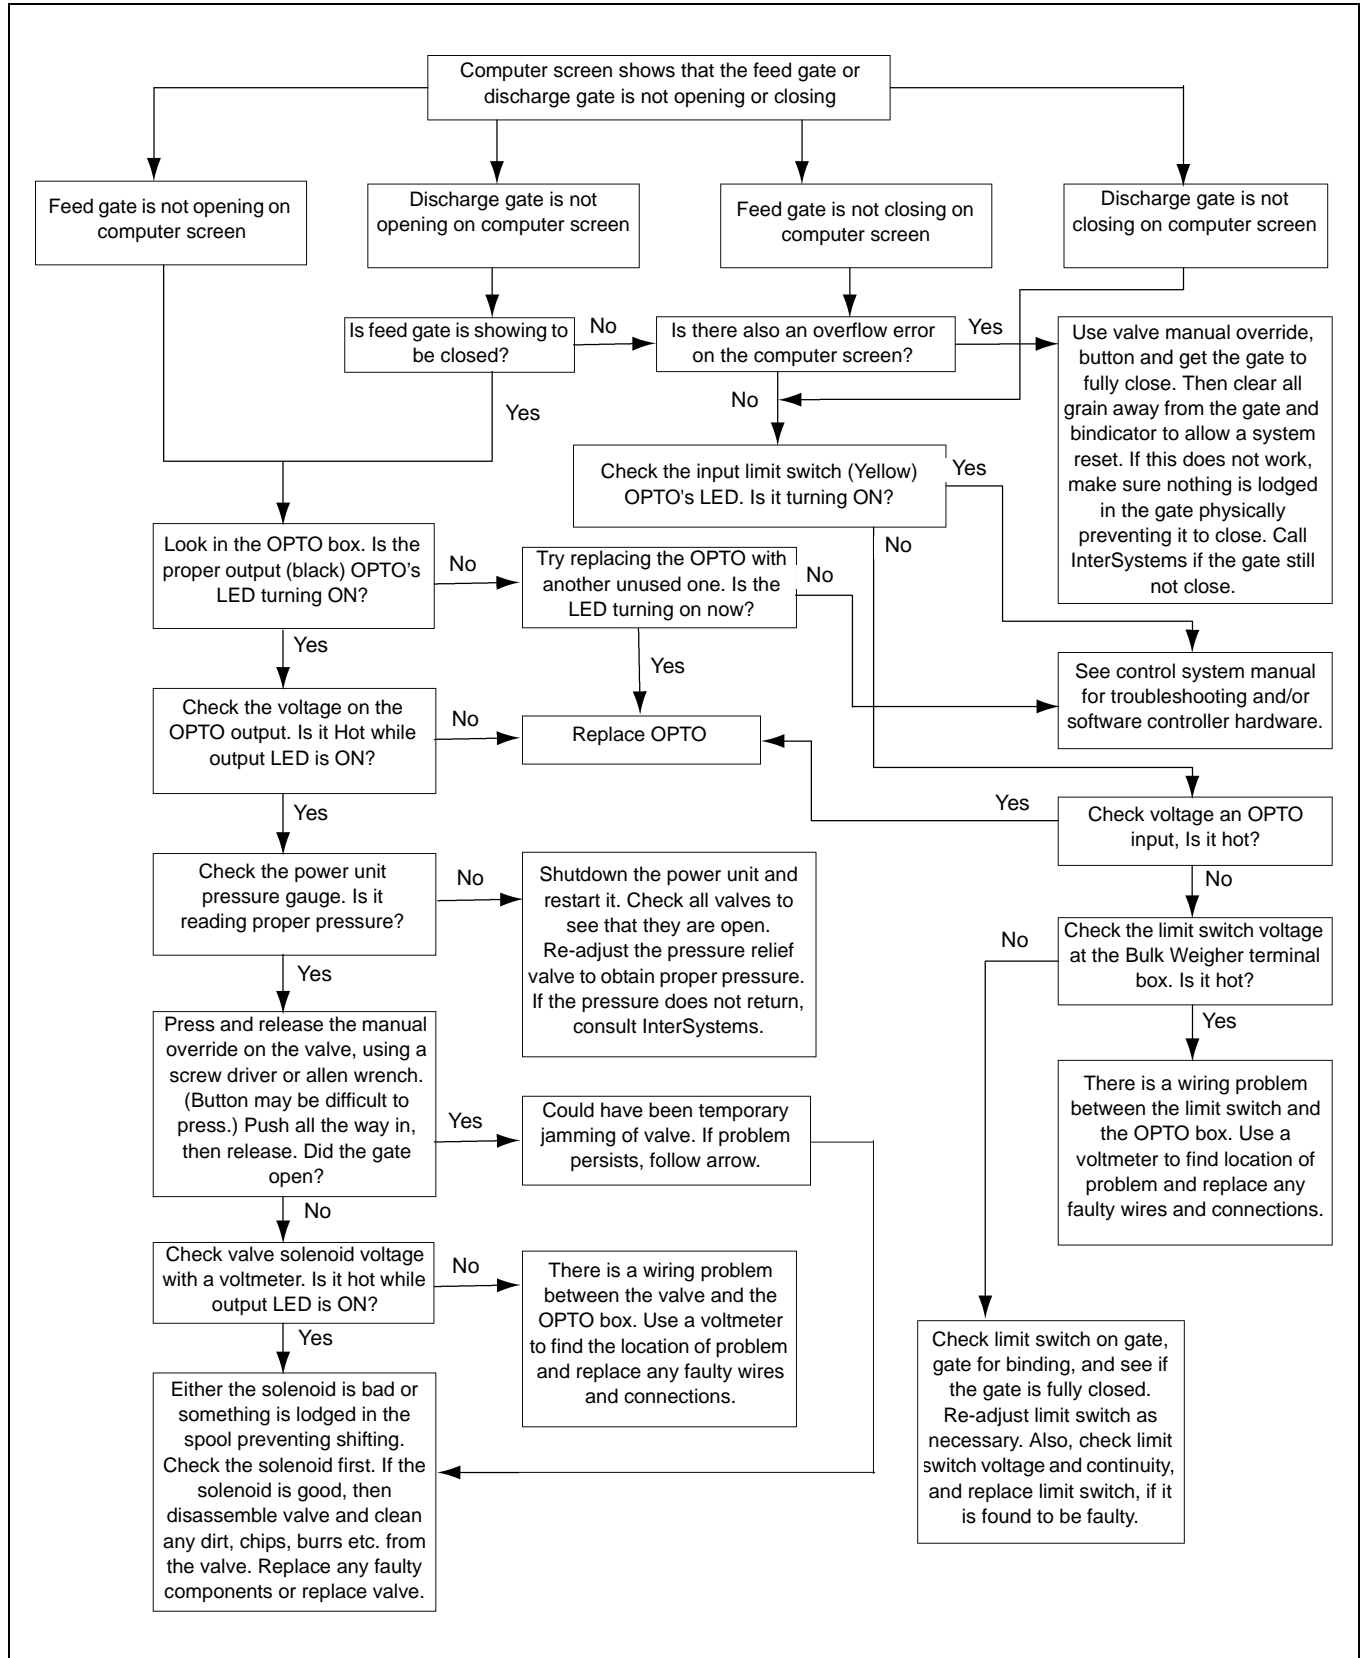 Computer screen shows that the feed gate or
discharge gate is not opening or closing
Feed gate is not opening on
computer screen
Discharge gate is not
opening on computer screen
Feed gate is not closing on
computer screen
Discharge gate is not
closing on computer screen
Is feed gate is showing to
be closed?
No
Is there also an overflow error
on the computer screen?
Yes
Use valve manual override,
button and get the gate to
fully close. Then clear all
grain away from the gate and
bindicator to allow a system
reset. If this does not work,
make sure nothing is lodged
in the gate physically
preventing it to close. Call
InterSystems if the gate still
not close.
Yes
No
Check the input limit switch (Yellow)
OPTO's LED. Is it turning ON?
Yes
No
Look in the OPTO box. Is the
proper output (black) OPTO's
LED turning ON?
No
Try replacing the OPTO with
another unused one. Is the
LED turning on now?
No
Yes
Yes
See control system manual
for troubleshooting and/or
software controller hardware.
Check the voltage on the
OPTO output. Is it Hot while
output LED is ON?
No
Replace OPTO
Yes
Yes
Check voltage an OPTO
input, Is it hot?
No
Check the power unit
pressure gauge. Is it
reading proper pressure?
No
Shutdown the power unit and
restart it. Check all valves to
see that they are open.
Re-adjust the pressure relief
valve to obtain proper pressure.
If the pressure does not return,
consult InterSystems.
No
Check the limit switch voltage
at the Bulk Weigher terminal
box. Is it hot?
Yes
Yes
Press and release the manual
override on the valve, using a
screw driver or allen wrench.
(Button may be difficult to
press.) Push all the way in,
then release. Did the gate
open?
Yes
Could have been temporary
jamming of valve. If problem
persists, follow arrow.
There is a wiring problem
between the limit switch and
the OPTO box. Use a
voltmeter to find location of
problem and replace any
faulty wires and connections.
No
Check valve solenoid voltage
with a voltmeter. Is it hot while
output LED is ON?
No
There is a wiring problem
between the valve and the
OPTO box. Use a voltmeter
to find the location of problem
and replace any faulty wires
and connections.
Yes
Either the solenoid is bad or
something is lodged in the
spool preventing shifting.
Check the solenoid first. If the
solenoid is good, then
disassemble valve and clean
any dirt, chips, burrs etc. from
the valve. Replace any faulty
components or replace valve.
Check limit switch on gate,
gate for binding, and see if
the gate is fully closed.
Re-adjust limit switch as
necessary. Also, check limit
switch voltage and continuity,
and replace limit switch, if it
is found to be faulty.